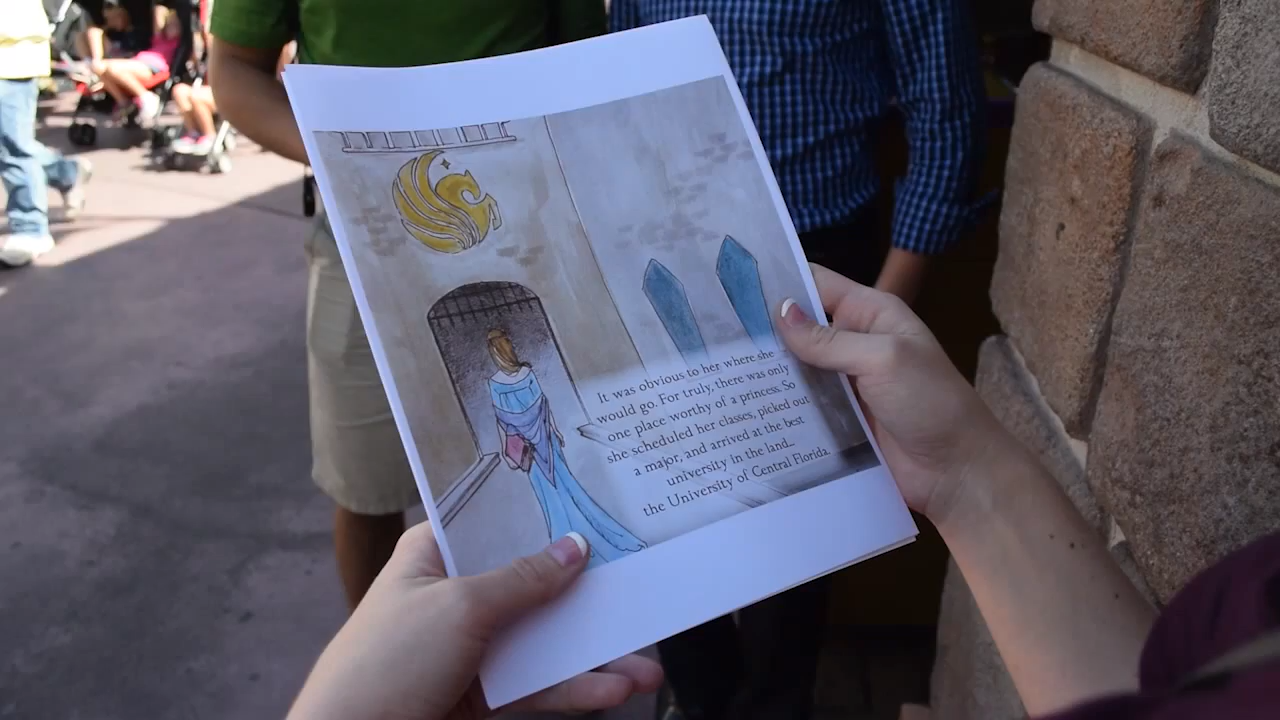 It was obvious to her where she
would go. For truly, there was only
one place worthy of a princess. So
she scheduled her classes, picked out
a major, and arrived at the best
university in the land...
the University of Central Florida.